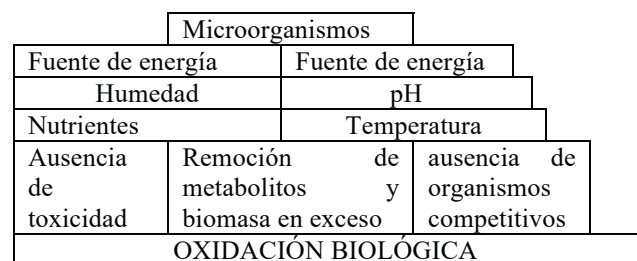 Microorganismos
Fuente de energía Fuente de energía
Humedad pH
Nutrientes Temperatura
Ausencia de toxicidad
Remoción de metabolitos y biomasa en exceso
ausencia de organismos competitivos
OXIDACIÓN BIOLÓGICA